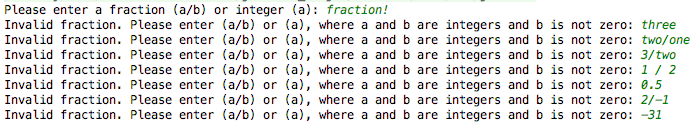 Please enter a fraction (a/b) or integer (a): fraction!
Invalid fraction. Please enter (a/b) or (a), where a and b are integers and b is not zero: three
Invalid fraction. Please enter (a/b) or (a), where a and b are integers and b is not zero: two/one
Invalid fraction. Please enter (a/b) or (a), where a and b are integers and b is not zero: 3/two
Invalid fraction. Please enter (a/b) or (a), where a and b are integers and b is not zero: 1 / 2
Invalid fraction. Please enter (a/b) or (a), where a and b are integers and b is not zero: 0.5
Invalid fraction. Please enter (a/b) or (a), where a and b are integers and b is not zero: 2/-1
Invalid fraction. Please enter (a/b) or (a), where a and b are integers and b is not zero: -31